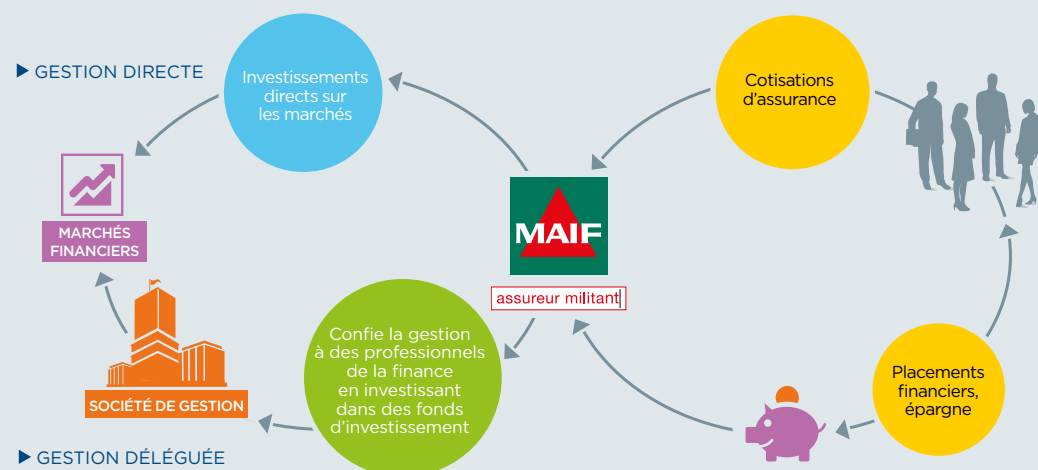 GESTION DIRECTE
Investissements
directs sur
les marchés
Cotisations
d'assurance
MARCHÉS
FINANCIERS
MAIF
assureur militant
Confie la gestion
à des professionnels
de la finance
en investissant
dans des fonds
d'investissement
SOCIÉTÉ DE GESTION
Placements
financiers,
épargne
GESTION DÉLÉGUÉE